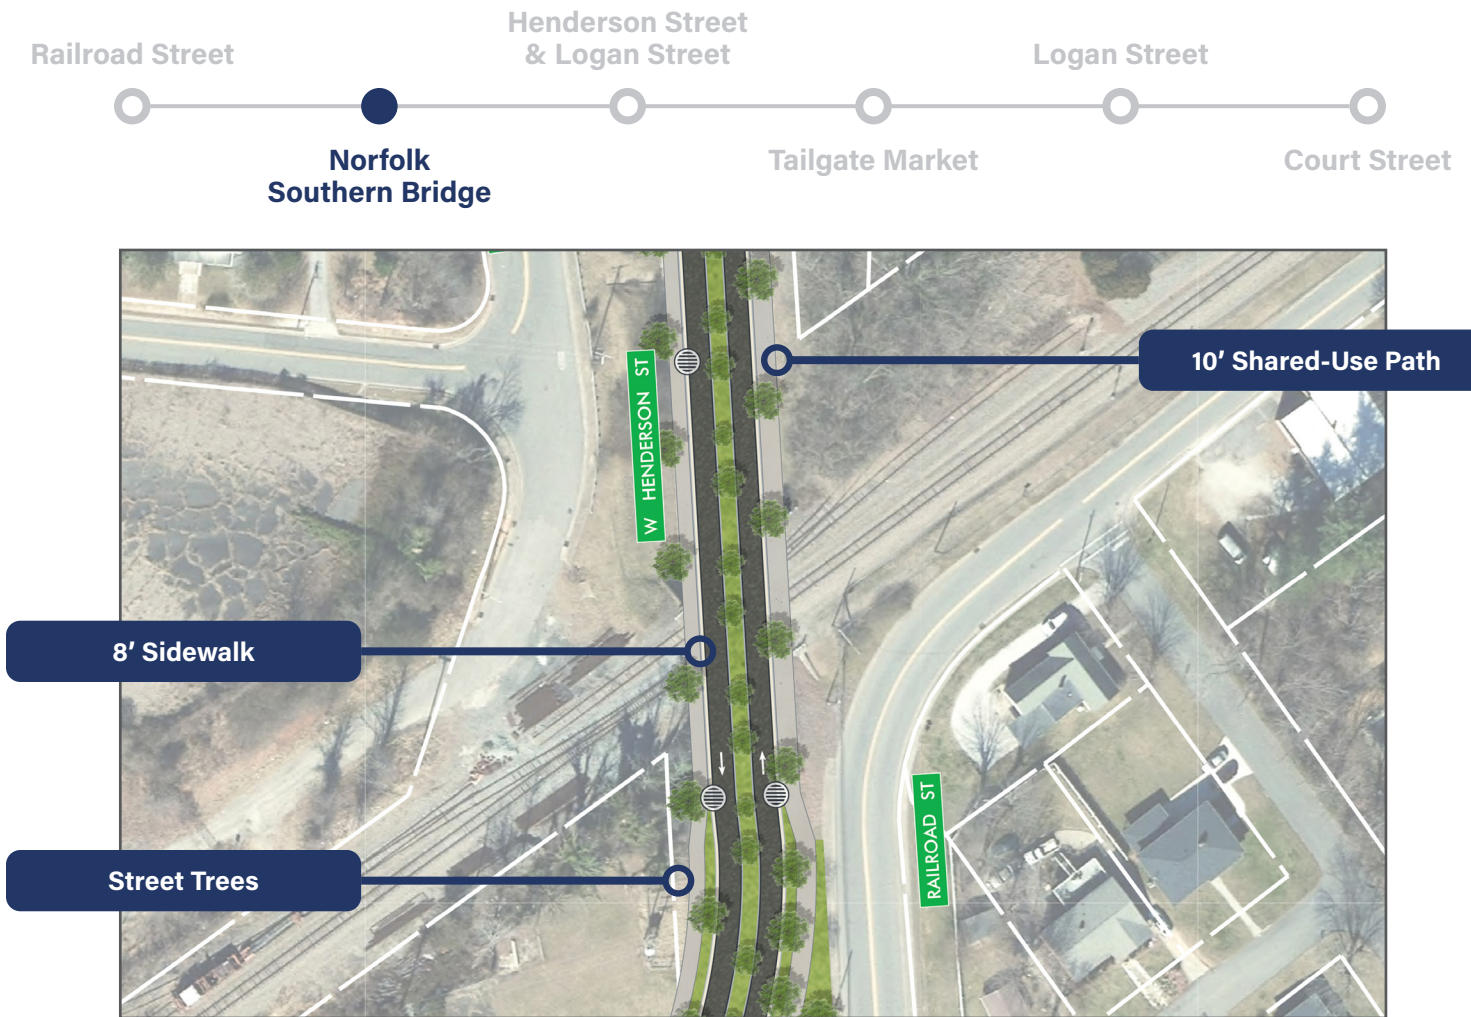 Henderson Street
& Logan Street
Railroad Street
Logan Street
Norfolk
Southern Bridge
Tailgate Market
Court Street
W HENDERSON ST
10′ Shared-Use Path
8′ Sidewalk
RAILROAD ST
Street Trees